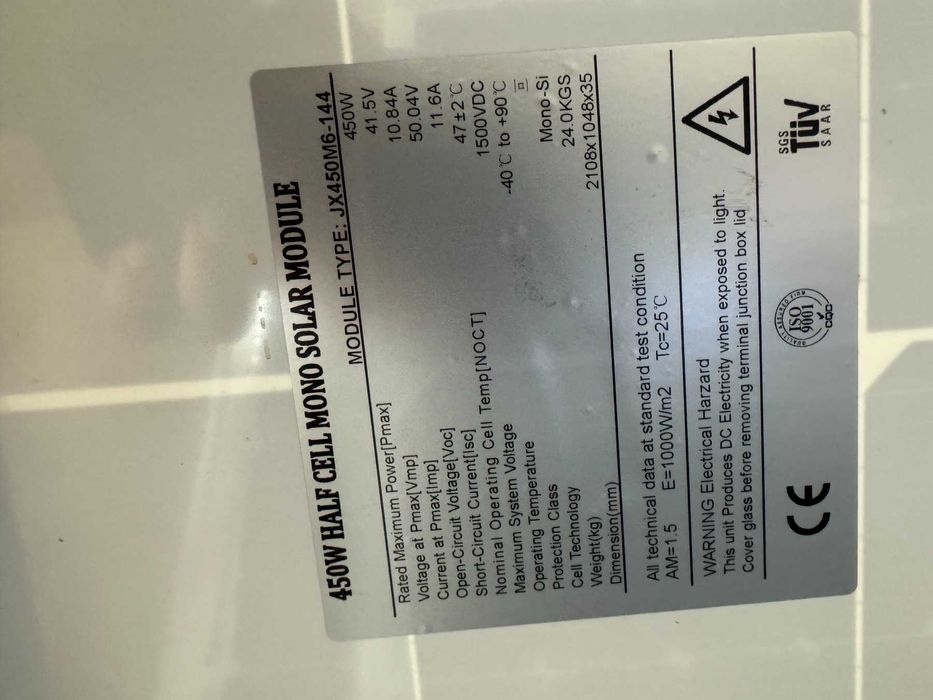 450W HALF CELL MONO SOLAR MODULE
MODULE TYPE: JX450M6-144
Rated Maximum Power[Pmax] 450W
Voltage at Pmax[Vmp] 41.5V
Current at Pmax[Imp] 10.84A
Open-Circuit Voltage[Voc] 50.04V
Short-Circuit Current[Isc] 11.6A
Nominal Operating Cell Temp[NOCT] 47±2℃
Maximum System Voltage 1500VDC
Operating Temperature -40℃ to +90℃
Protection Class
Cell Technology Mono-Si
Weight(kg) 24.0KGS
Dimension(mm) 2108x1048x35
All technical data at standard test condition
AM=1.5 E=1000W/m2 Tc=25℃
WARNING Electrical Harzard
This unit Produces DC Electricity when exposed to light.
Cover glass before removing terminal junction box lid
CE
QUALITY ASSURED FIRM
ISO
9001
SGS
TÜV
SAAR